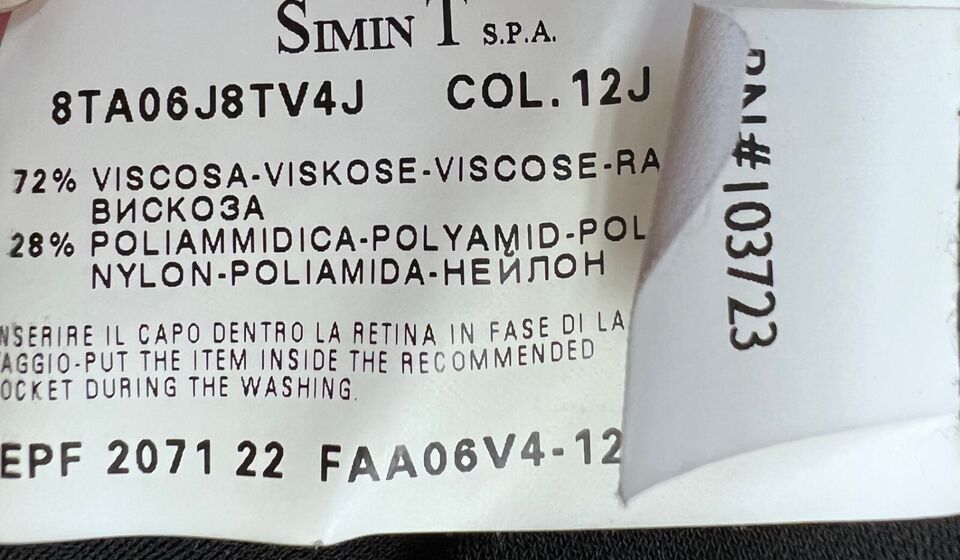 SIMIN T S.P.A.
8TA06J8TV4J COL.12J
72% VISCOSA-VISKOSE-VISCOSE-RA
ВИСКОЗА
28% POLIAMMIDICA-POLYAMID-POL
NYLON-POLIAMIDA-НЕЙЛОН
NSERIRE IL CAPO DENTRO LA RETINA IN FASE DI LA
AGGIO-PUT THE ITEM INSIDE THE RECOMMENDED
OCKET DURING THE WASHING.
EPF 2071 22 FAA06V4-12
RN#103723